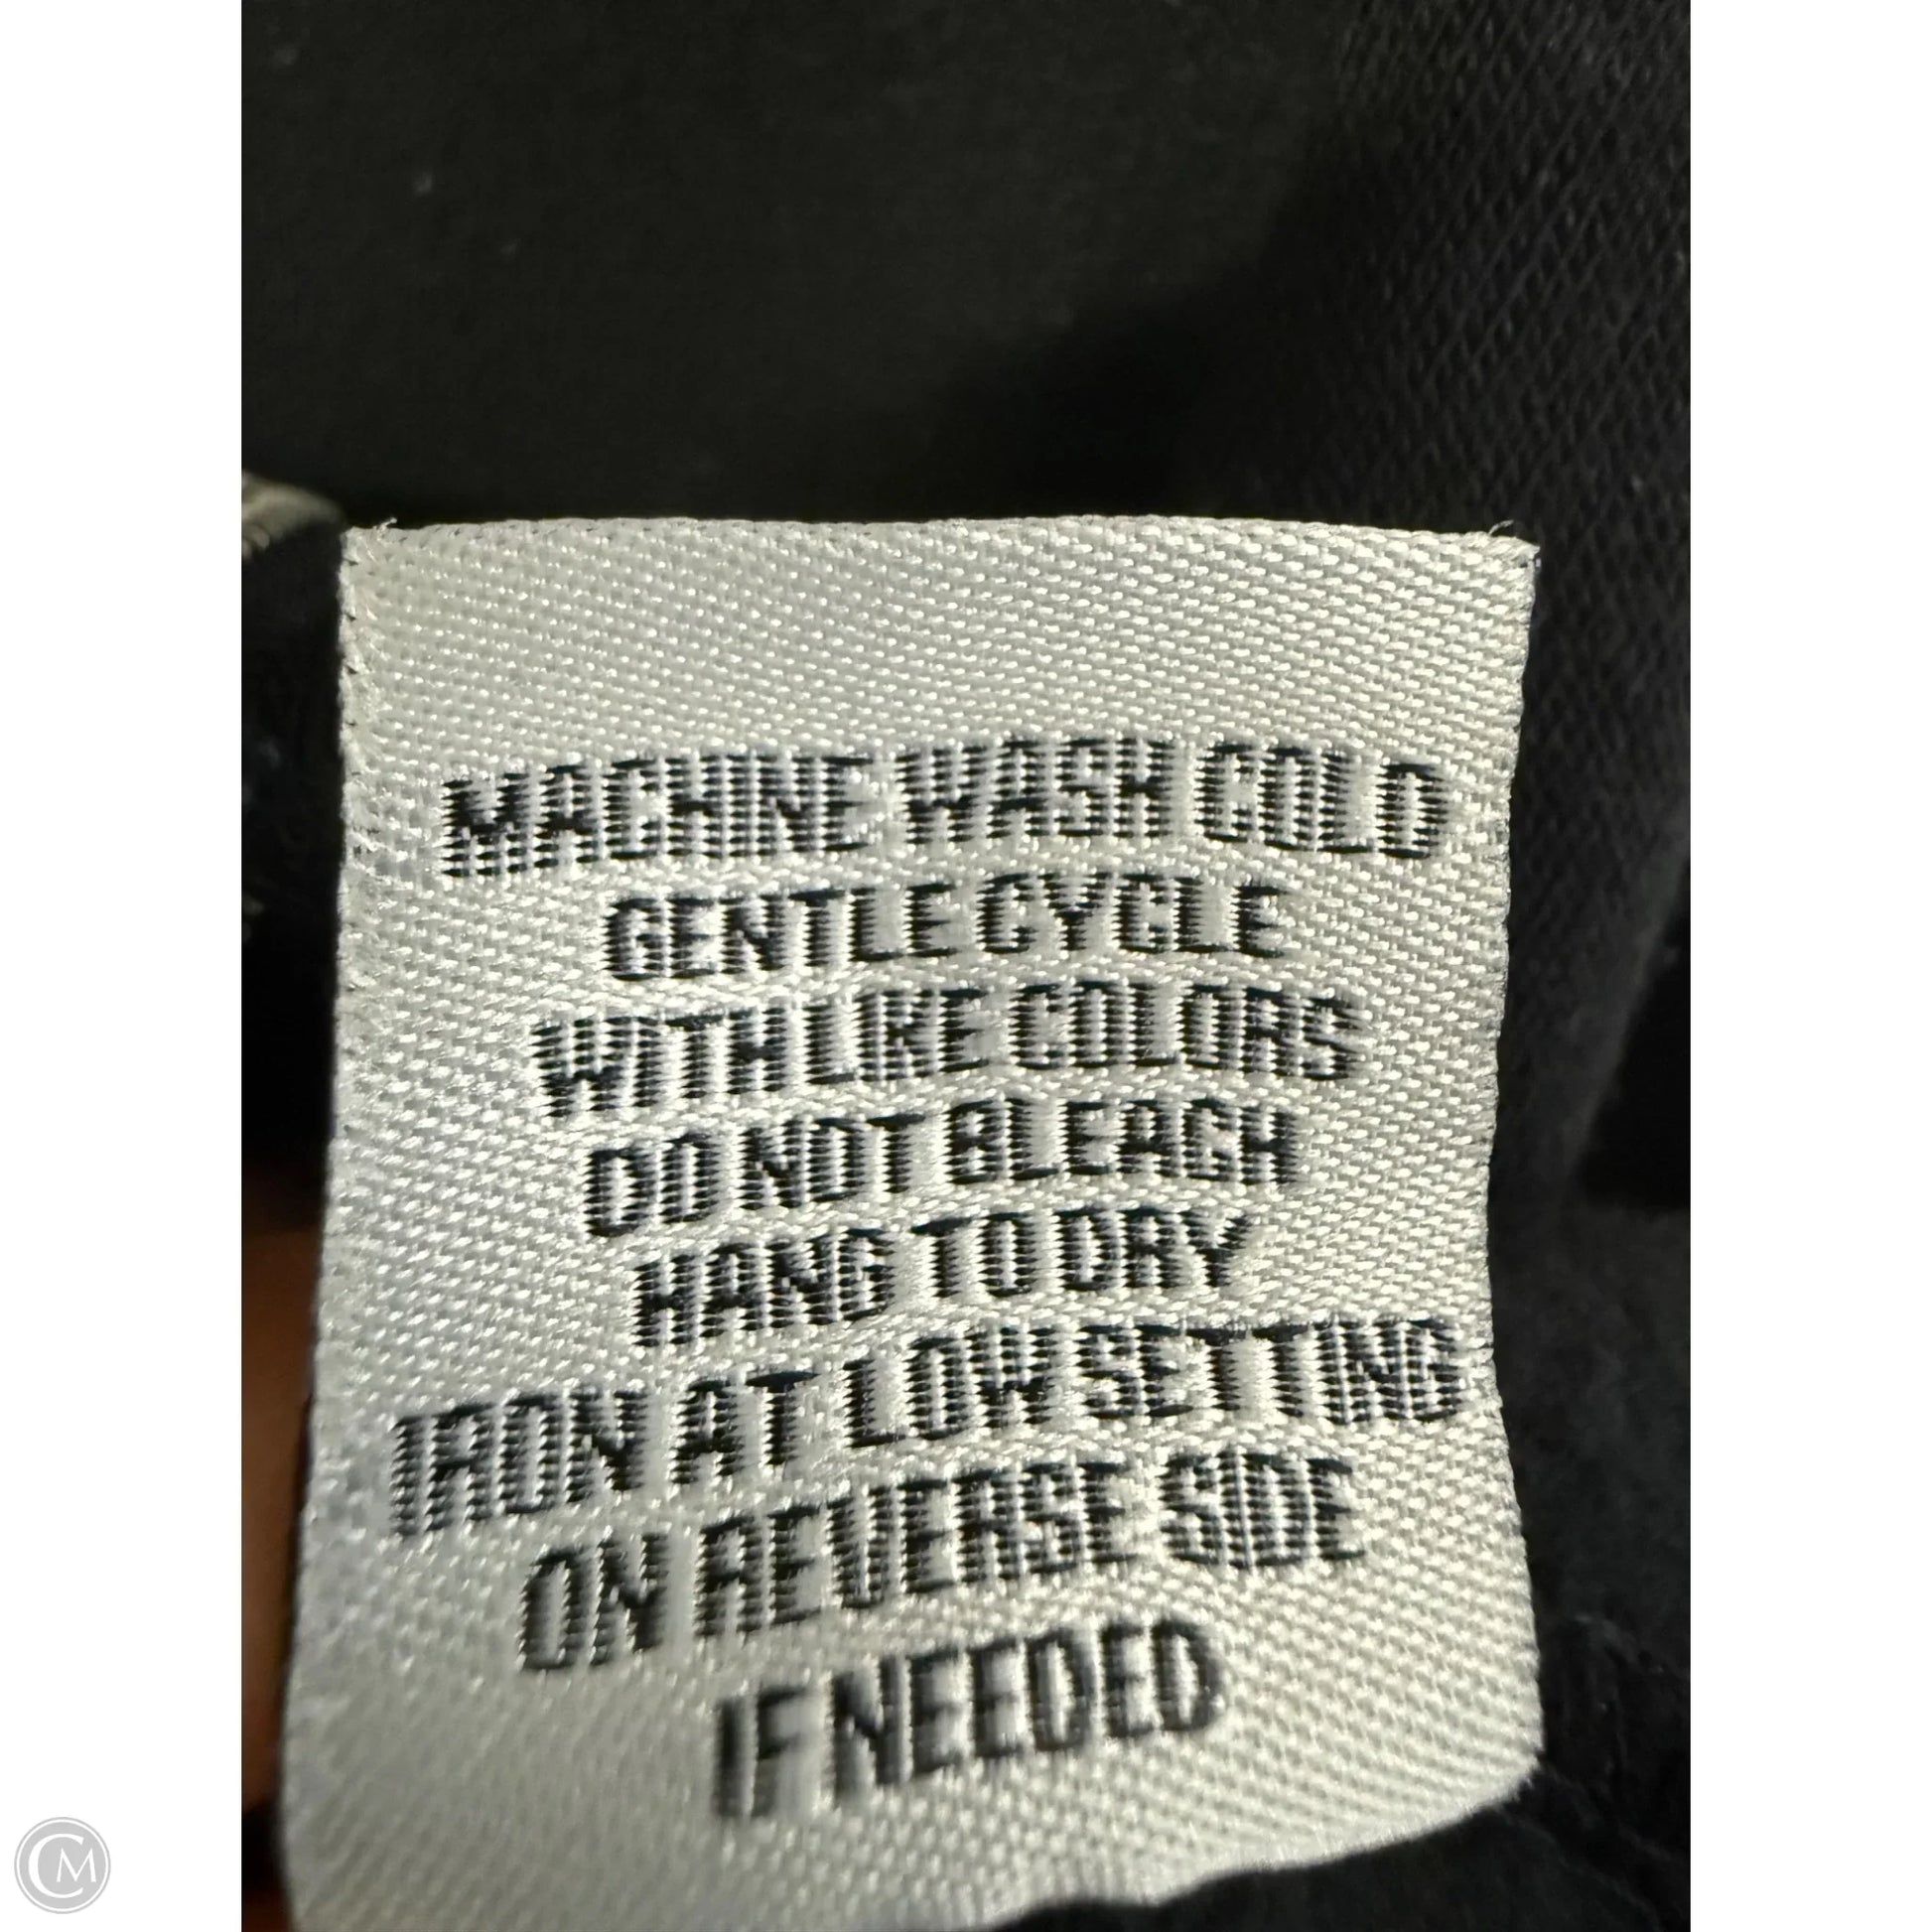 MACHINE WASH COLD
GENTLE CYCLE
WITH LIKE COLORS
DO NOT BLEACH
HANG TO DRY
IRON AT LOW SETTING
ON REVERSE SIDE
IF NEEDED
CM